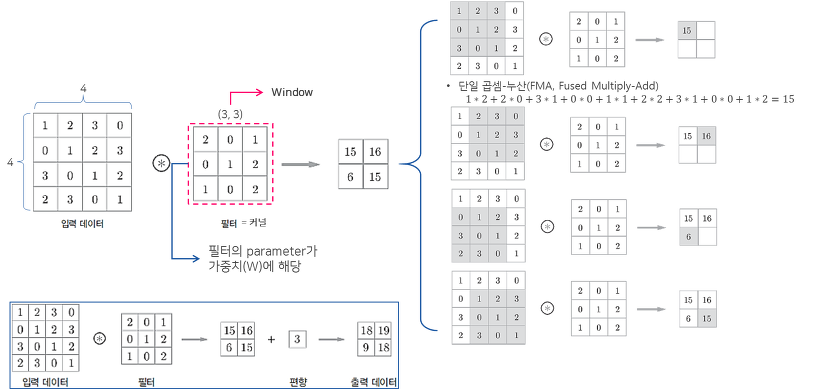 4
4
1 2 3 0
0 1 2 3
3 0 1 2
2 3 0 1
입력 데이터
Window
(3, 3)
2 0 1
0 1 2
1 0 2
필터 = 커널
필터의 parameter가
가중치(W)에 해당
15 16
6 15
1 2 3 0
0 1 2 3
3 0 1 2
2 3 0 1
2 0 1
0 1 2
1 0 2
15
• 단일 곱셈-누산(FMA, Fused Multiply-Add)
1 * 2 + 2 * 0 + 3 * 1 + 0 * 0 + 1 * 1 + 2 * 2 + 3 * 1 + 0 * 0 + 1 * 2 = 15
1 2 3 0
0 1 2 3
3 0 1 2
2 3 0 1
2 0 1
0 1 2
1 0 2
15 16
1 2 3 0
0 1 2 3
3 0 1 2
2 3 0 1
2 0 1
0 1 2
1 0 2
15 16
6
1 2 3 0
0 1 2 3
3 0 1 2
2 3 0 1
2 0 1
0 1 2
1 0 2
15 16
6 15
1 2 3 0
0 1 2 3
3 0 1 2
2 3 0 1
입력 데이터
2 0 1
0 1 2
1 0 2
필터
15 16
6 15
+
3
편향
18 19
9 18
출력 데이터